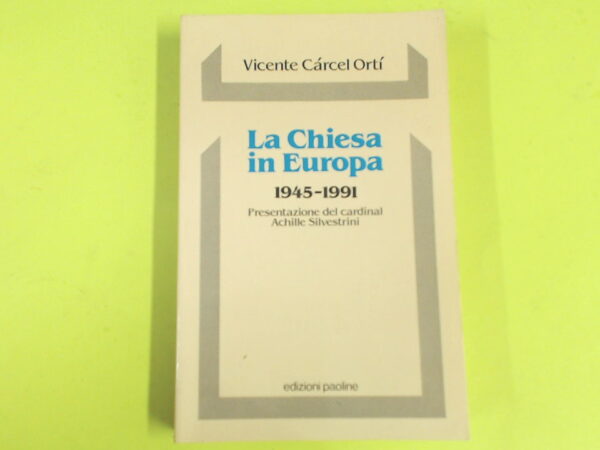 Vicente Cárcel Ortí
La Chiesa
in Europa
1945-1991
Presentazione del cardinal
Achille Silvestrini
edizioni paoline